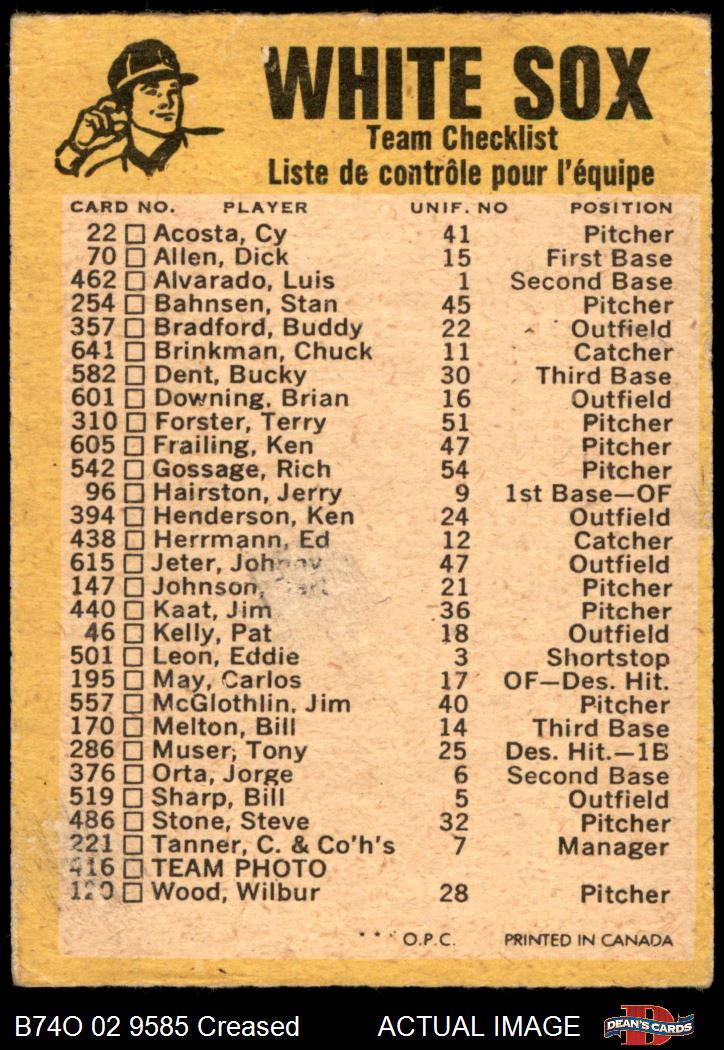 WHITE SOX
Team Checklist
Liste de contrôle pour l'équipe
CARD NO. PLAYER UNIF. NO POSITION
22 Acosta, Cy 41 Pitcher
70 Allen, Dick 15 First Base
462 Alvarado, Luis 1 Second Base
254 Bahnsen, Stan 45 Pitcher
357 Bradford, Buddy 22 Outfield
641 Brinkman, Chuck 11 Catcher
582 Dent, Bucky 30 Third Base
601 Downing, Brian 16 Outfield
310 Forster, Terry 51 Pitcher
605 Frailing, Ken 47 Pitcher
542 Gossage, Rich 54 Pitcher
96 Hairston, Jerry 9 1st Base—OF
394 Henderson, Ken 24 Outfield
438 Herrmann, Ed 12 Catcher
615 Jeter, Johnny 47 Outfield
147 Johnson, 21 Pitcher
440 Kaat, Jim 36 Pitcher
46 Kelly, Pat 18 Outfield
501 Leon, Eddie 3 Shortstop
195 May, Carlos 17 OF—Des. Hit.
557 McGlothlin, Jim 40 Pitcher
170 Melton, Bill 14 Third Base
286 Muser, Tony 25 Des. Hit.—1B
376 Orta, Jorge 6 Second Base
519 Sharp, Bill 5 Outfield
486 Stone, Steve 32 Pitcher
221 Tanner, C. & Co'h's 7 Manager
416 TEAM PHOTO
120 Wood, Wilbur 28 Pitcher
* * * O.P.C. PRINTED IN CANADA
B74O 02 9585 Creased ACTUAL IMAGE DEAN'S CARDS